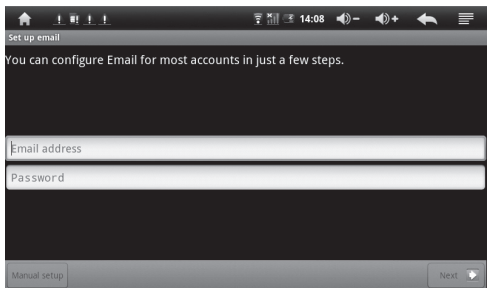 14:08
Set up email
You can configure Email for most accounts in just a few steps.
Email address
Password
Manual setup
Next